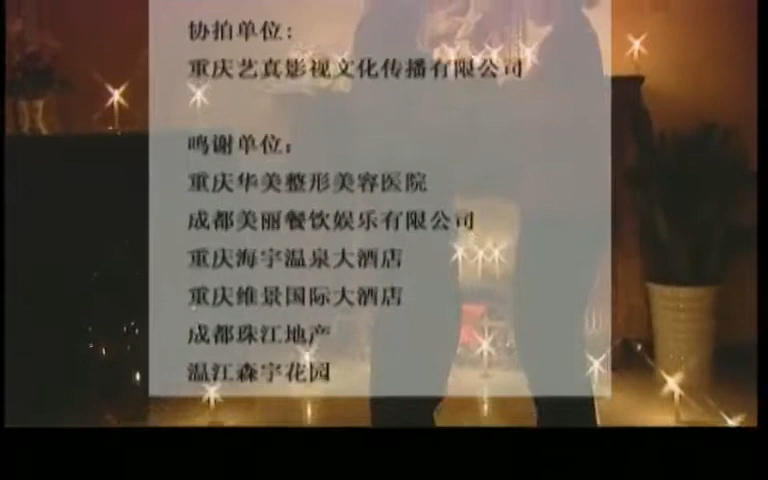 协拍单位:
重庆艺真影视文化传播有限公司
鸣谢单位:
重庆华美整形美容医院
成都美丽餐饮娱乐有限公司
重庆海宇温泉大酒店
重庆维景国际大酒店
成都珠江地产
温江森宇花园